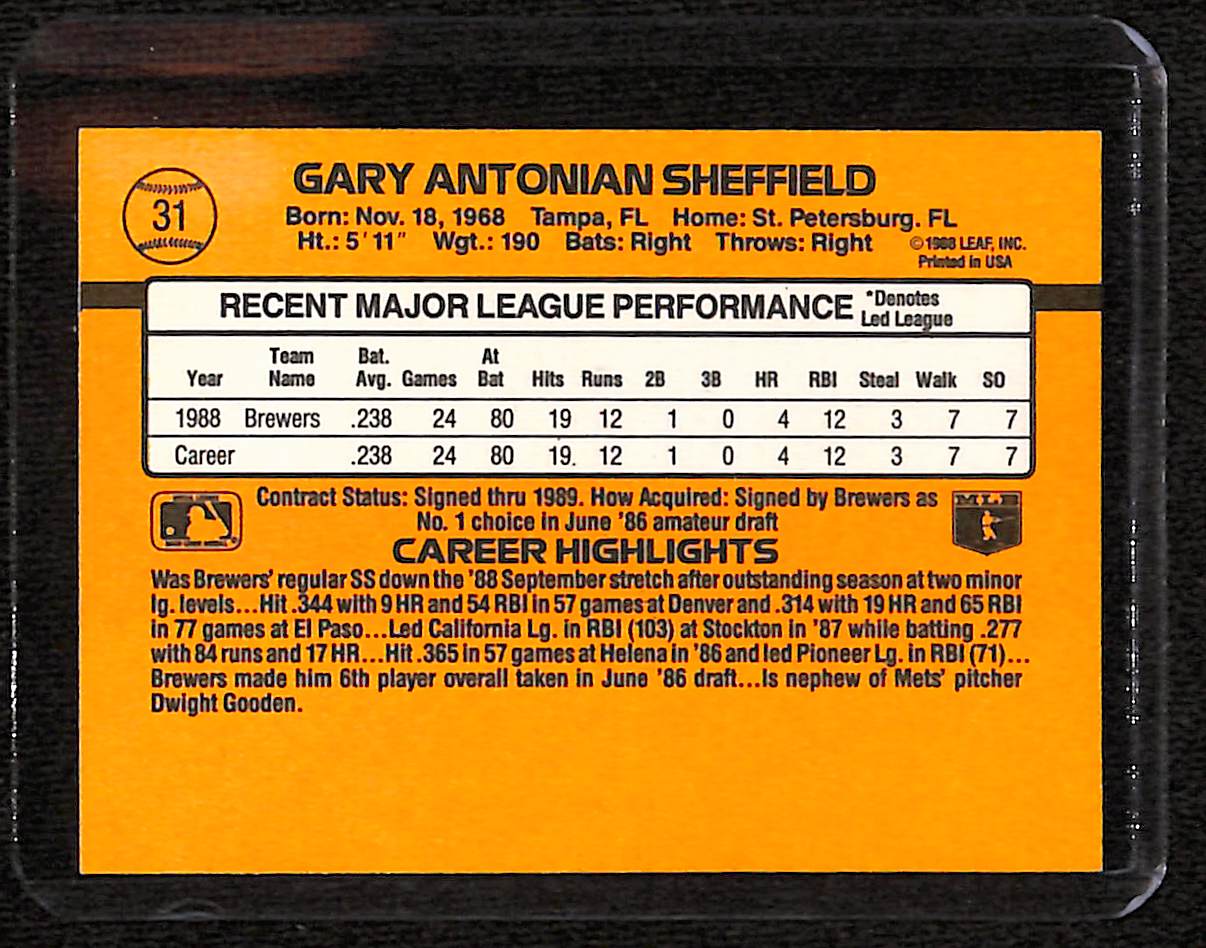 31
GARY ANTONIAN SHEFFIELD
Born: Nov. 18, 1968 Tampa, FL Home: St. Petersburg. FL
Ht.: 5' 11" Wgt.: 190 Bats: Right Throws: Right ©1988 LEAF, INC.
Printed in USA
RECENT MAJOR LEAGUE PERFORMANCE *Denotes
Led League
Team Bat. At
Year Name Avg. Games Bat Hits Runs 2B 3B HR RBI Steal Walk SO
1988 Brewers .238 24 80 19 12 1 0 4 12 3 7 7
Career .238 24 80 19. 12 1 0 4 12 3 7 7
Contract Status: Signed thru 1989. How Acquired: Signed by Brewers as
No. 1 choice in June '86 amateur draft
MLB
CAREER HIGHLIGHTS
Was Brewers' regular SS down the '88 September stretch after outstanding season at two minor
lg. levels...Hit .344 with 9 HR and 54 RBI in 57 games at Denver and .314 with 19 HR and 65 RBI
in 77 games at El Paso...Led California Lg. in RBI (103) at Stockton in '87 while batting .277
with 84 runs and 17 HR...Hit .365 in 57 games at Helena in '86 and led Pioneer Lg. in RBI (71)...
Brewers made him 6th player overall taken in June '86 draft...Is nephew of Mets' pitcher
Dwight Gooden.